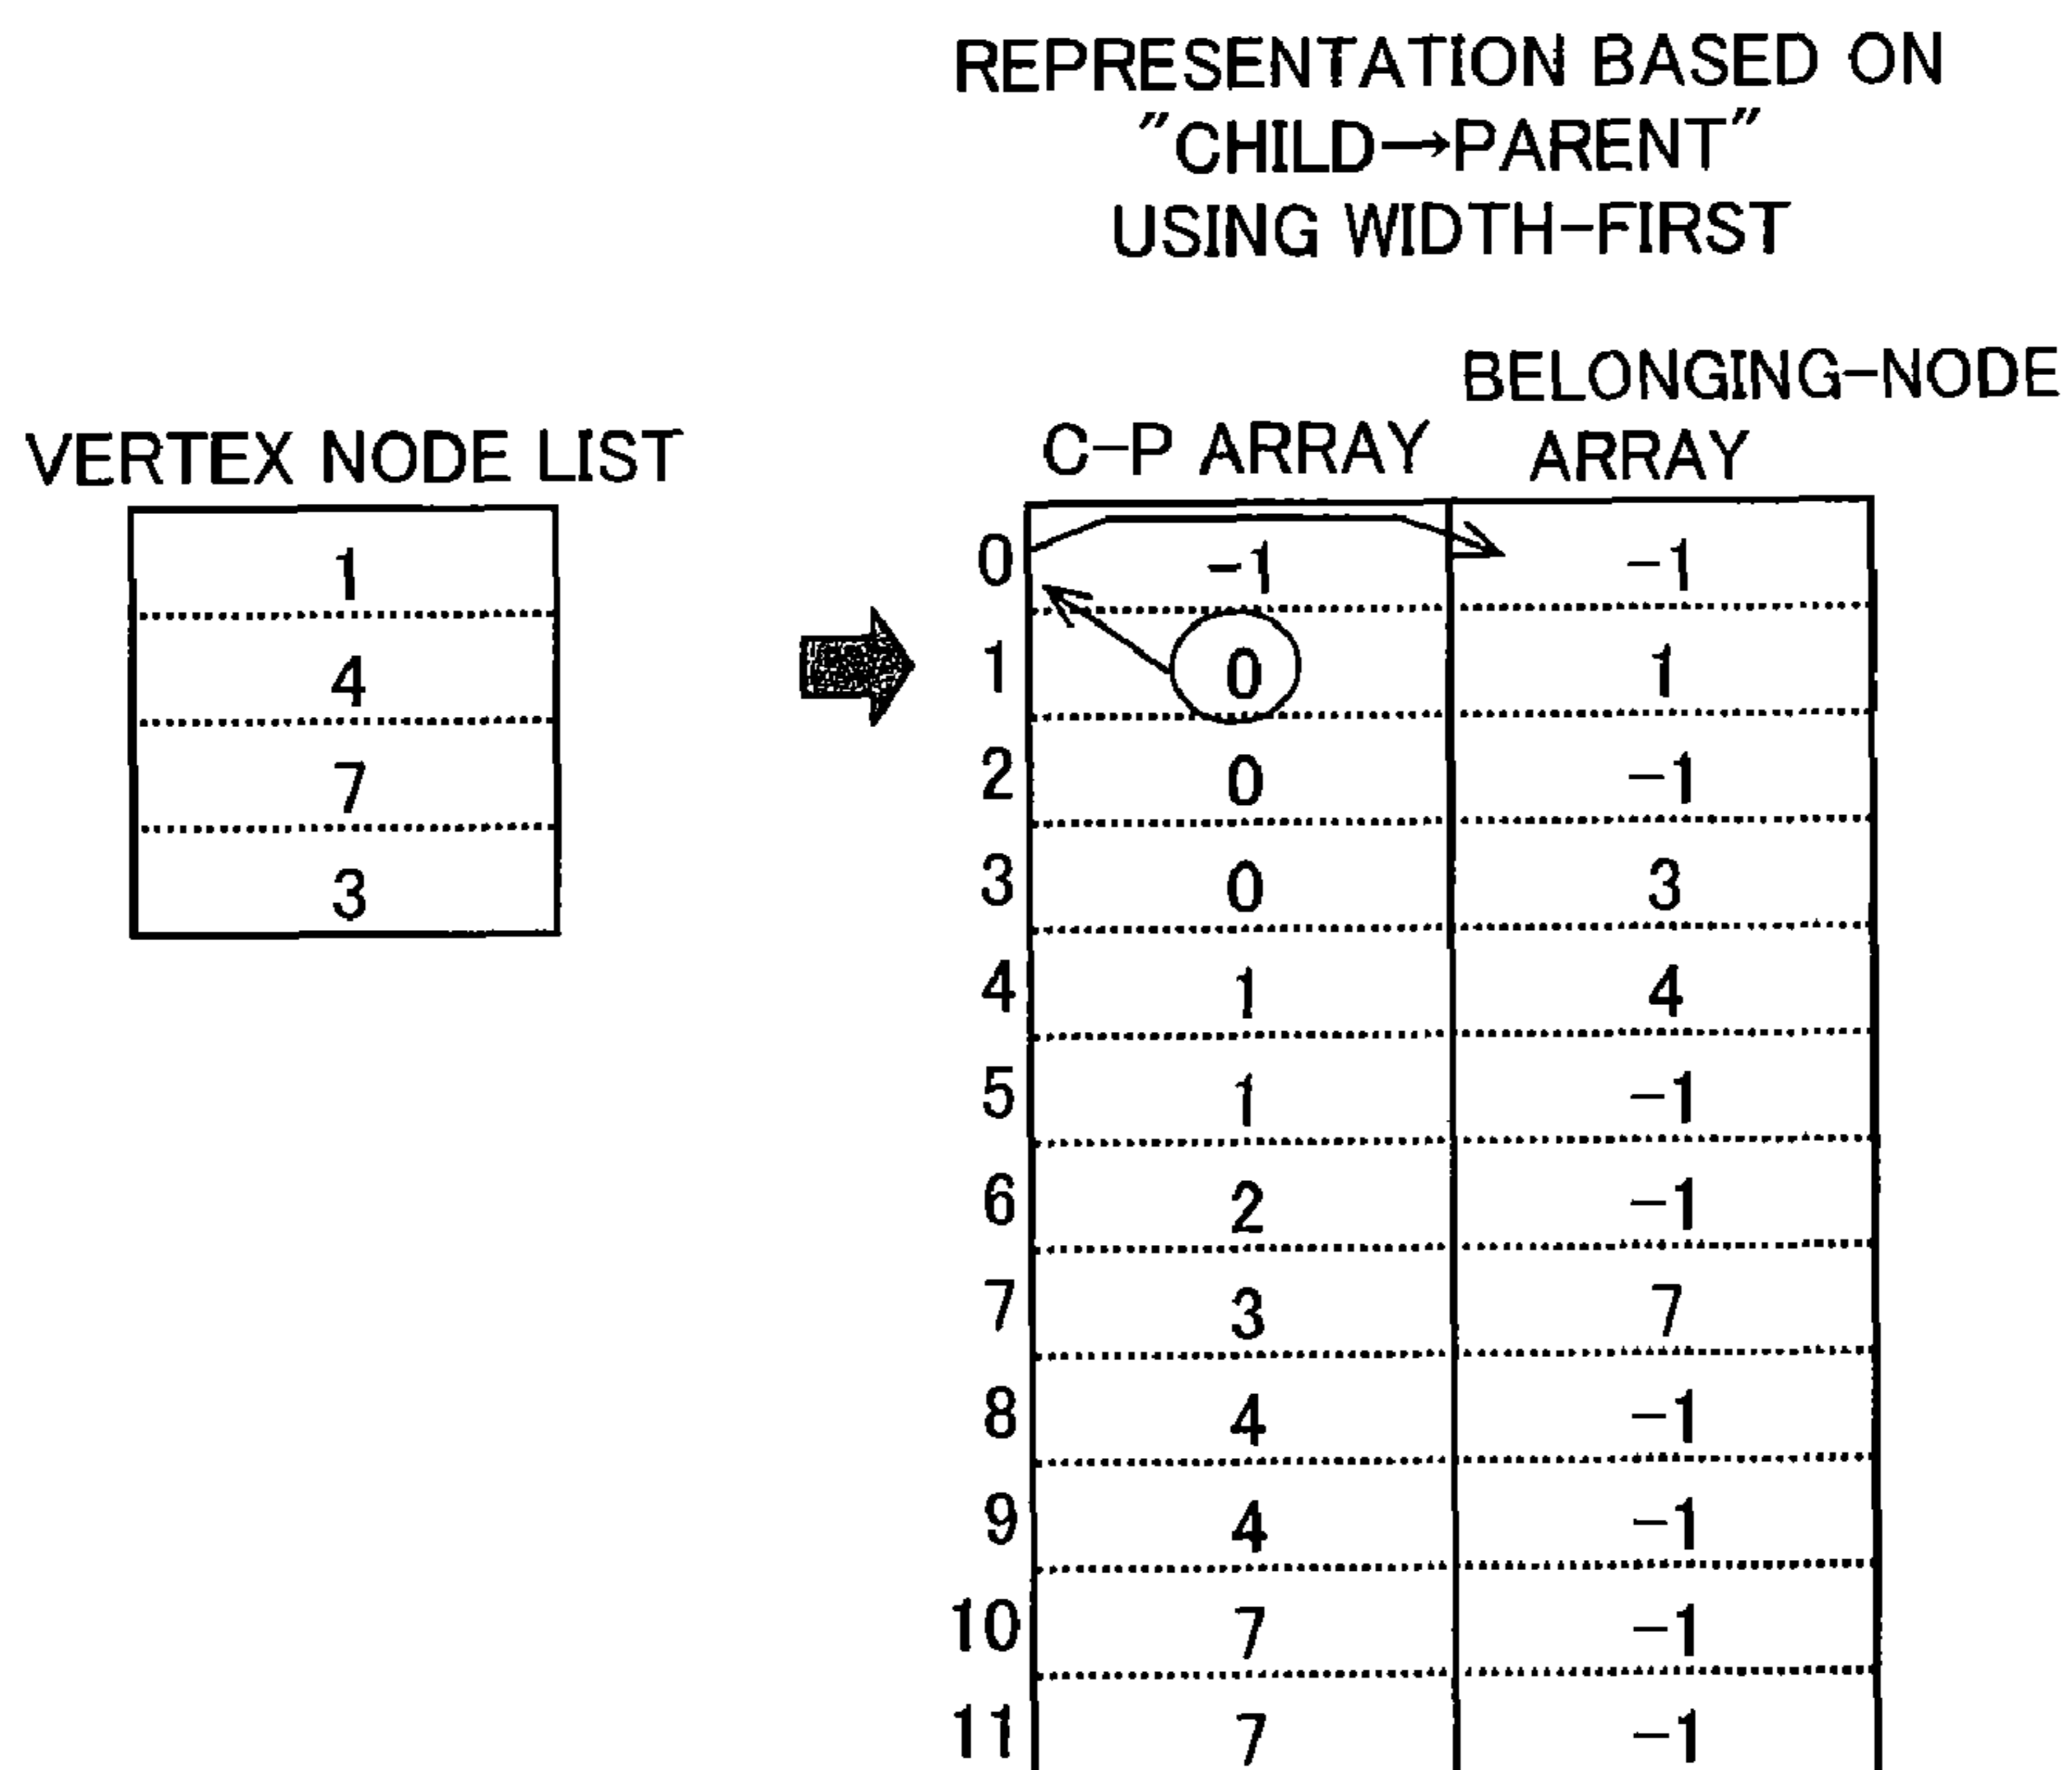 REPRESENTATION BASED ON
"CHILD→PARENT"
USING WIDTH-FIRST
VERTEX NODE LIST
1
4
7
3
C-P ARRAY BELONGING-NODE ARRAY
0 -1 -1
1 0 1
2 0 -1
3 0 3
4 1 4
5 1 -1
6 2 -1
7 3 7
8 4 -1
9 4 -1
10 7 -1
11 7 -1